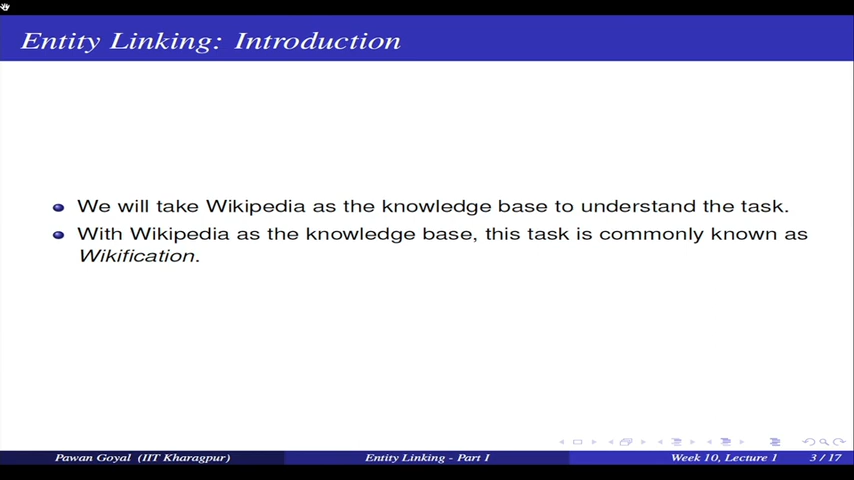 Entity Linking: Introduction
We will take Wikipedia as the knowledge base to understand the task.
With Wikipedia as the knowledge base, this task is commonly known as
Wikification.
Pawan Goyal (IIT Kharagpur) Entity Linking - Part I Week 10, Lecture 1 3 / 17